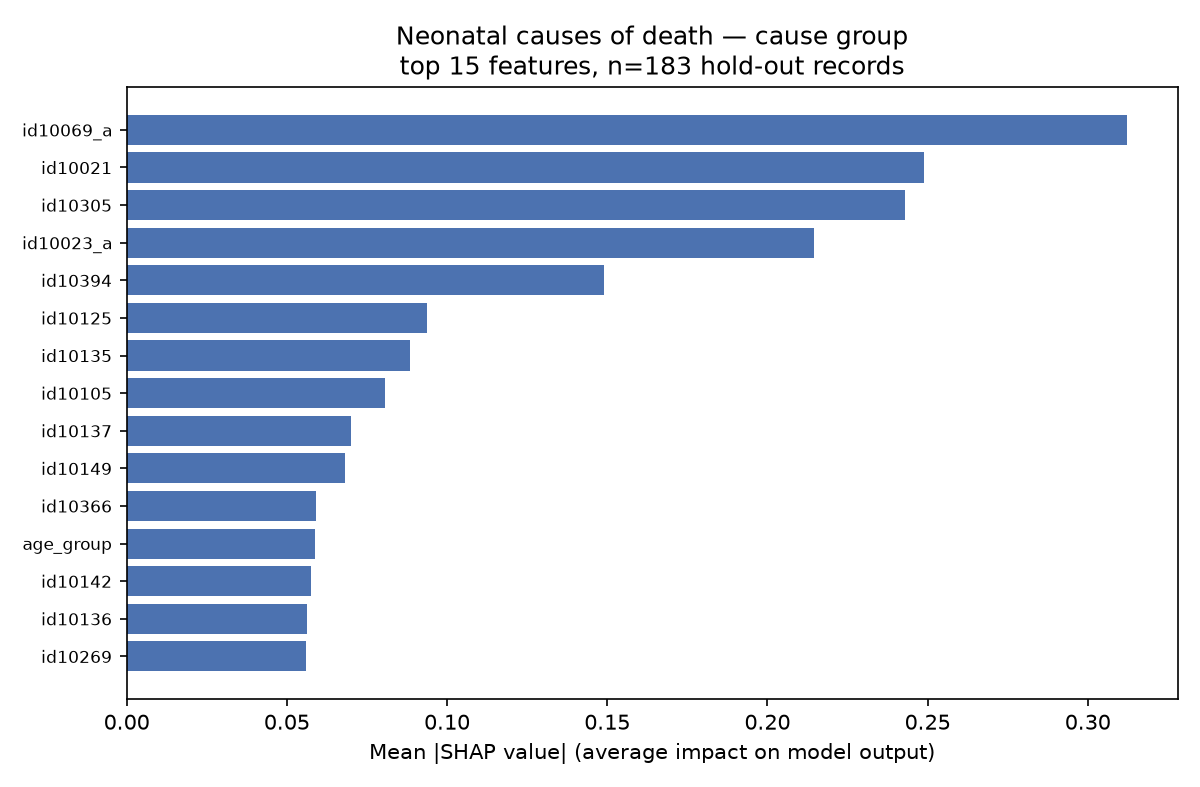 Neonatal causes of death — cause group
top 15 features, n=183 hold-out records
id10069_a
id10021
id10305
id10023_a
id10394
id10125
id10135
id10105
id10137
id10149
id10366
age_group
id10142
id10136
id10269
0.00 0.05 0.10 0.15 0.20 0.25 0.30
Mean |SHAP value| (average impact on model output)